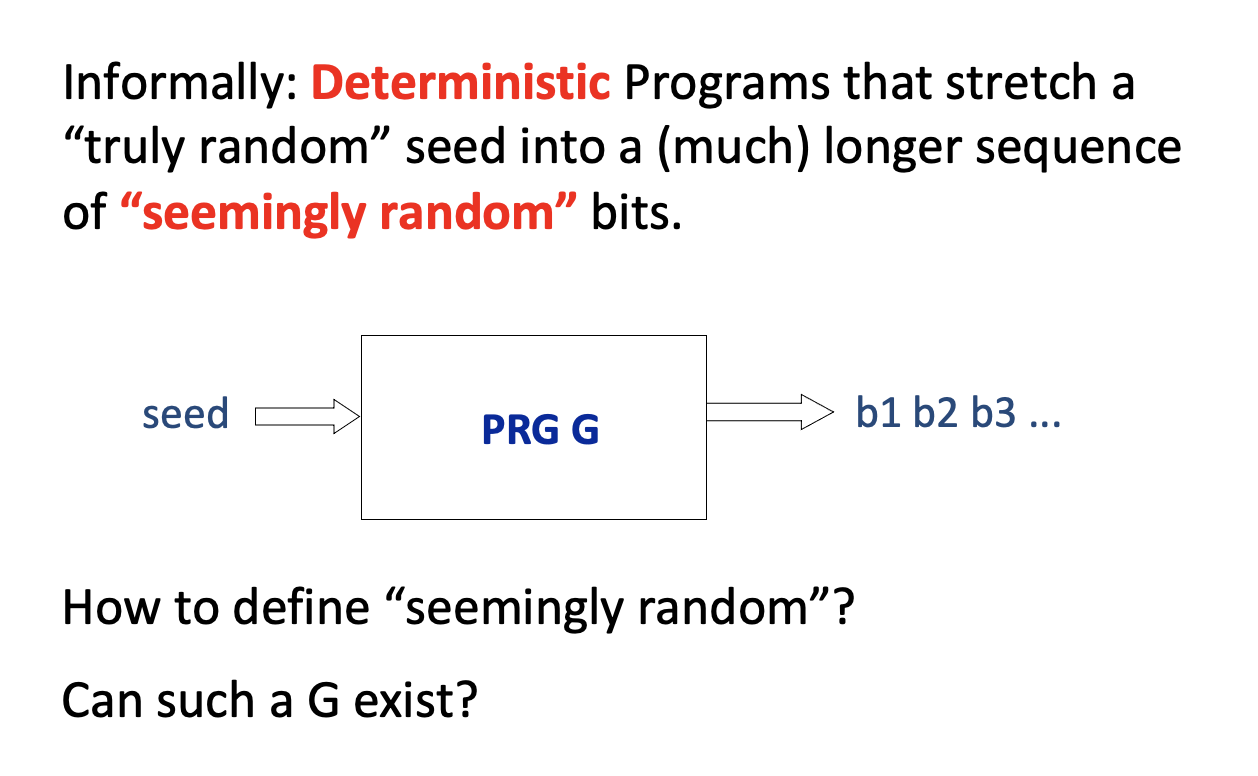 Informally: Deterministic Programs that stretch a
“truly random” seed into a (much) longer sequence
of “seemingly random” bits.
seed
PRG G
b1 b2 b3 ...
How to define “seemingly random”?
Can such a G exist?